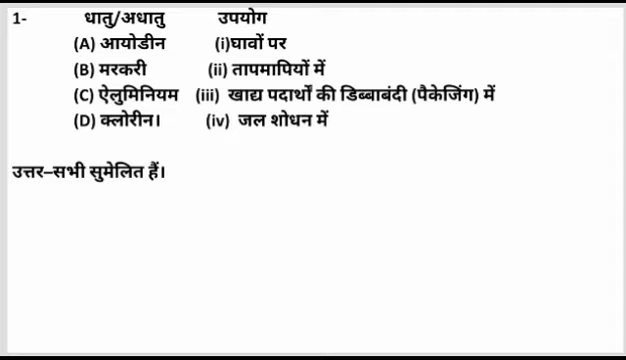 1- धातु/अधातु उपयोग
(A) आयोडीन (i)घावों पर
(B) मरकरी (ii) तापमापियों में
(C) ऐलुमिनियम (iii) खाद्य पदार्थों की डिब्बाबंदी (पैकेजिंग) में
(D) क्लोरीन। (iv) जल शोधन में
उत्तर–सभी सुमेलित हैं।